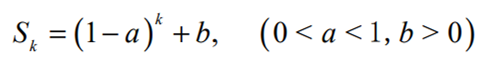 S_k = (1 − a)^k + b,    (0 < a < 1, b > 0)